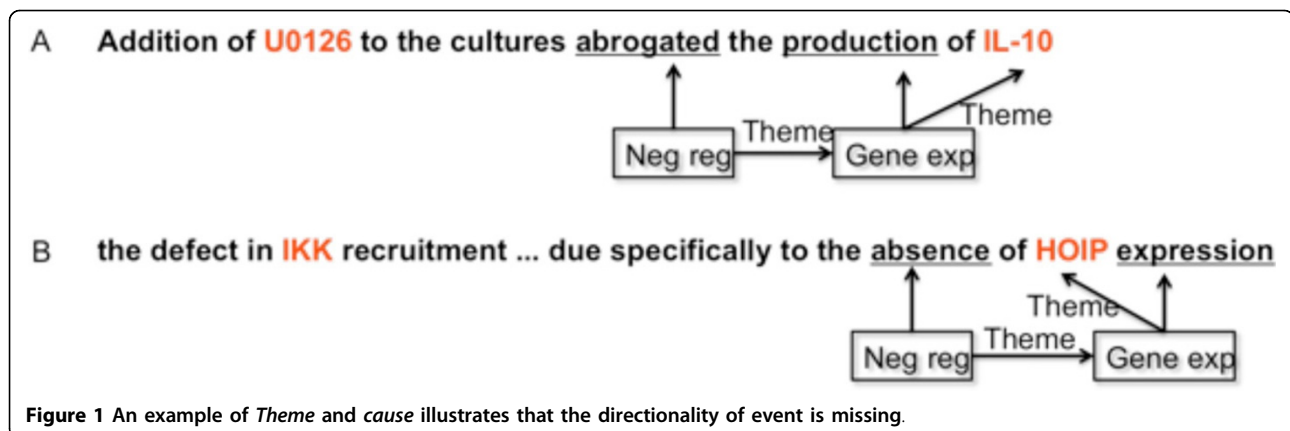 A Addition of U0126 to the cultures abrogated the production of IL-10
Theme
Theme
Neg reg
Gene exp
B the defect in IKK recruitment ... due specifically to the absence of HOIP expression
Theme
Theme
Neg reg
Gene exp
Figure 1 An example of Theme and cause illustrates that the directionality of event is missing.